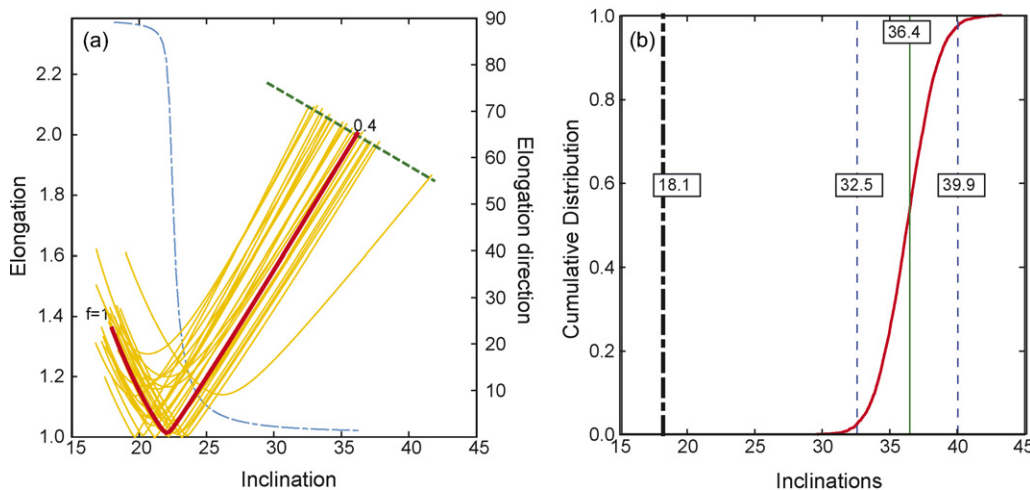 (a)
Elongation
2.2
2.0
1.8
1.6
1.4
1.2
1.0
f=1
0.4
90
80
70
60
50
40
30
20
10
Elongation direction
15 20 25 30 35 40 45
Inclination
(b)
Cumulative Distribution
1.0
0.8
0.6
0.4
0.2
0.0
36.4
18.1
32.5
39.9
15 20 25 30 35 40 45
Inclinations